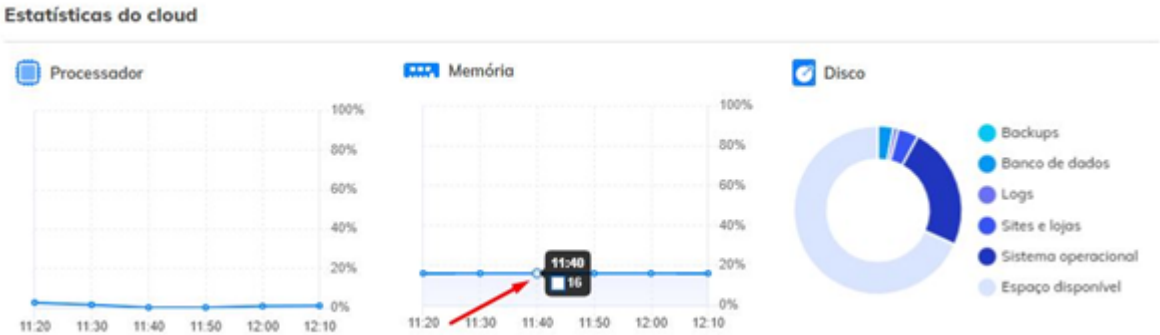 Estatísticas do cloud
Processador
100%
80%
60%
40%
20%
0%
11:20 11:30 11:40 11:50 12:00 12:10
Memória
100%
80%
60%
40%
20%
0%
11:40
16
11:20 11:30 11:40 11:50 12:00 12:10
Disco
Backups
Banco de dados
Logs
Sites e lojas
Sistema operacional
Espaço disponível